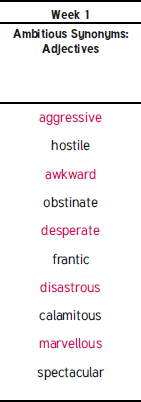 Week 1
Ambitious Synonyms:
Adjectives
aggressive
hostile
awkward
obstinate
desperate
frantic
disastrous
calamitous
marvellous
spectacular